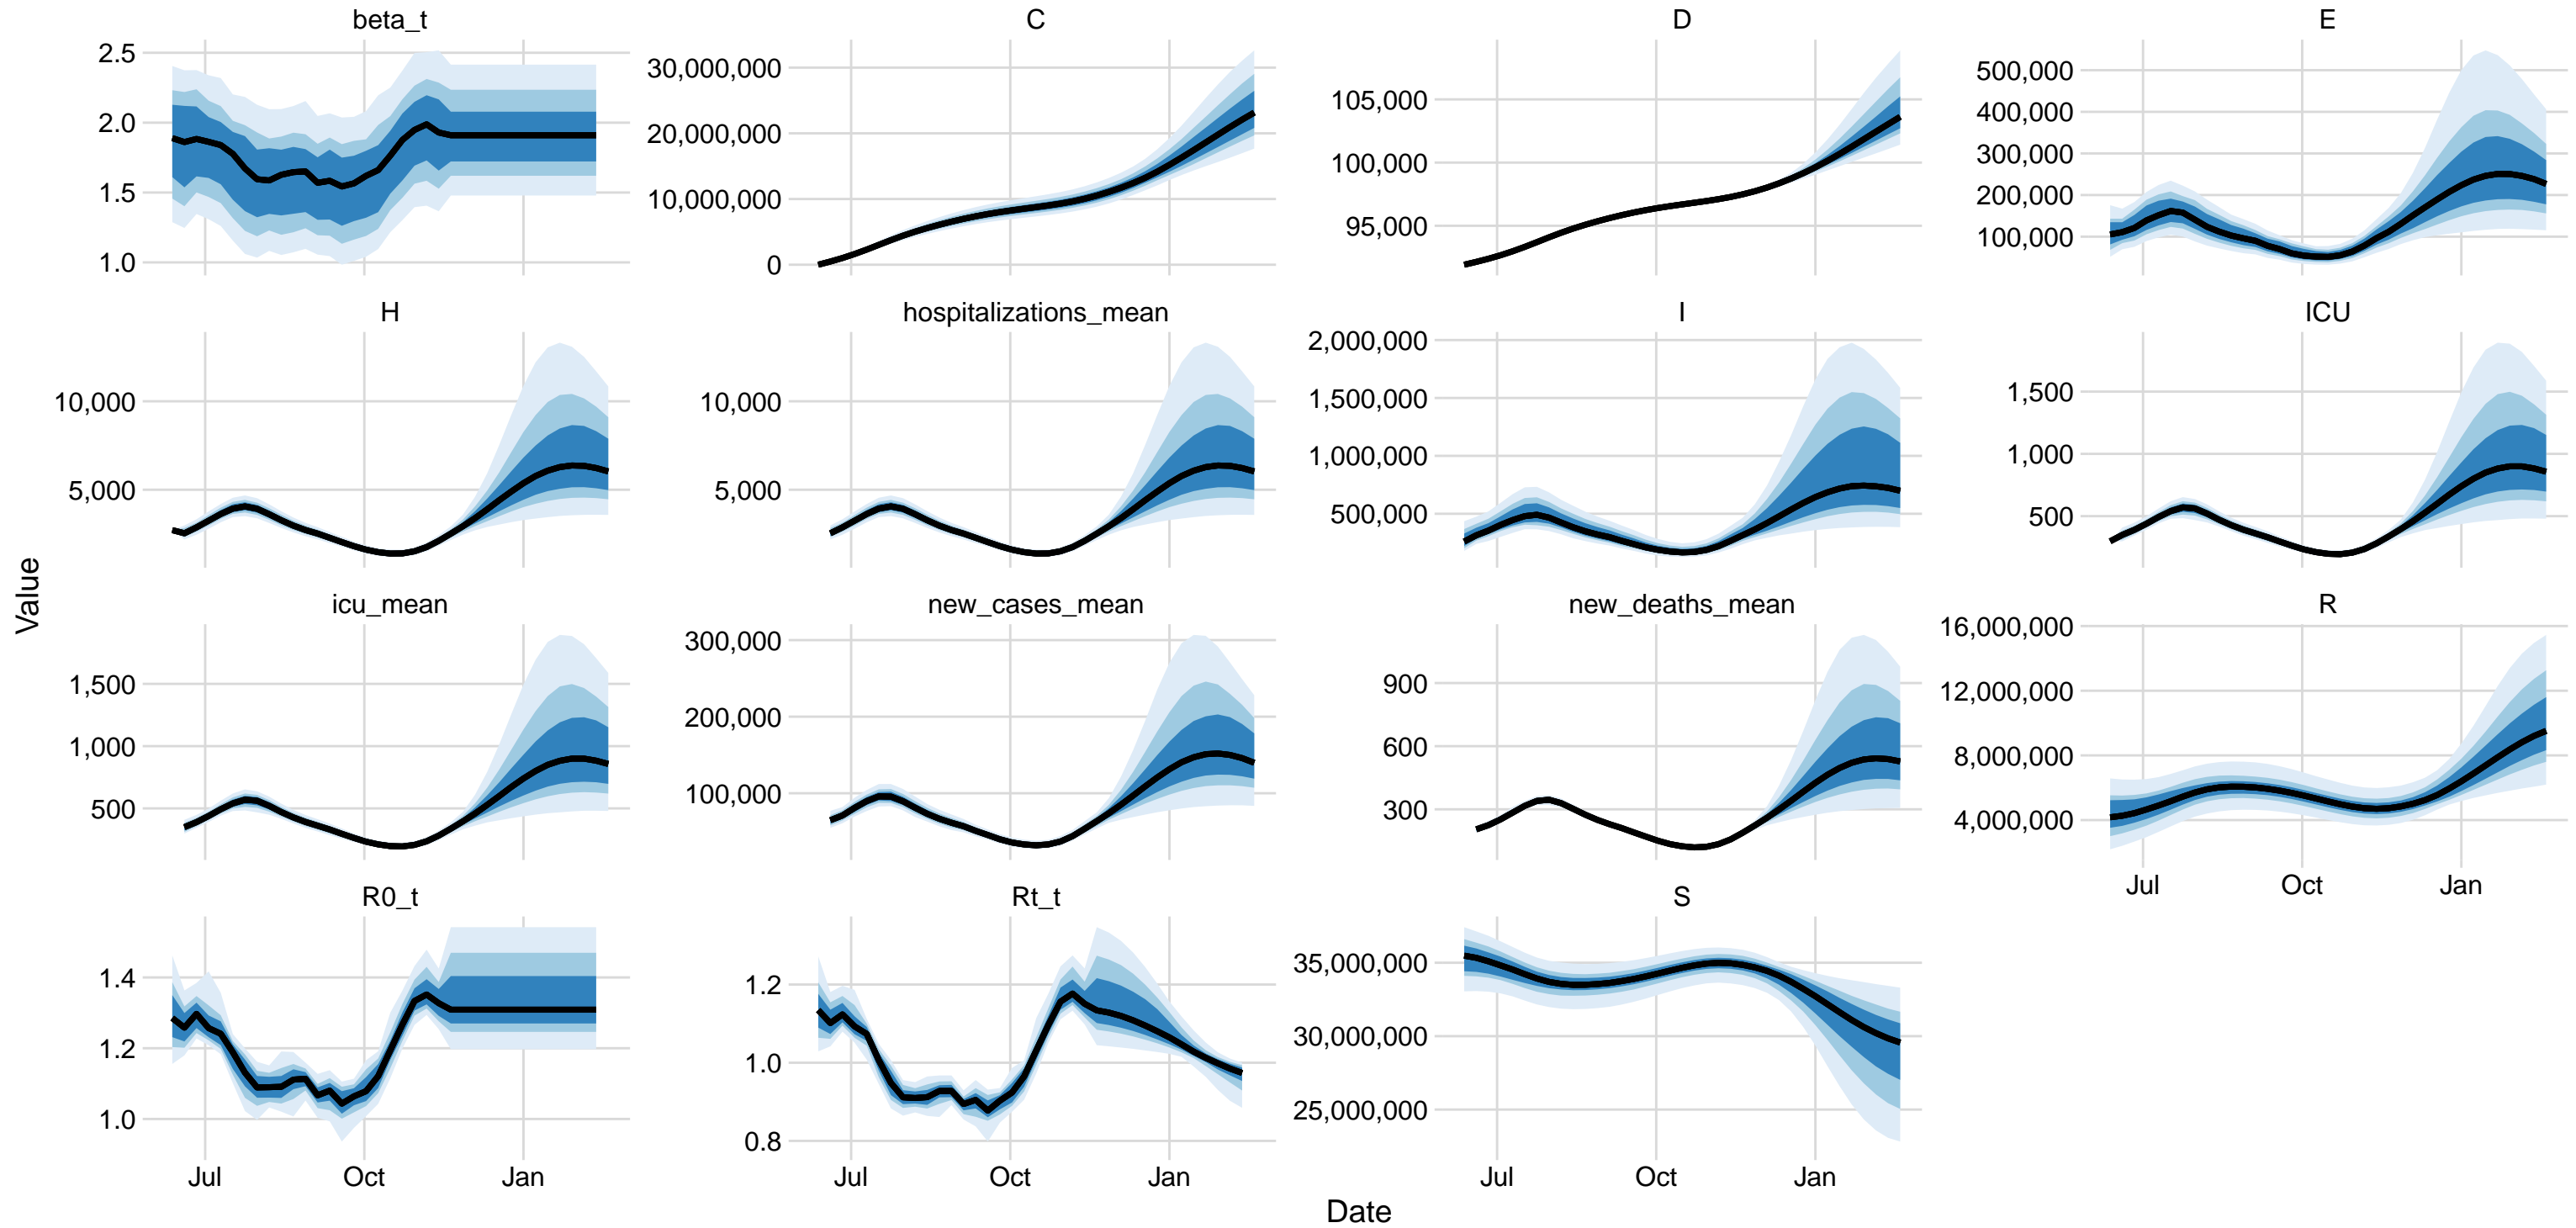 beta_t
C
D
E
2.5
2.0
1.5
1.0
30,000,000
20,000,000
10,000,000
0
105,000
100,000
95,000
500,000
400,000
300,000
200,000
100,000
H
hospitalizations_mean
I
ICU
10,000
5,000
10,000
5,000
2,000,000
1,500,000
1,000,000
500,000
1,500
1,000
500
Value
icu_mean
new_cases_mean
new_deaths_mean
R
1,500
1,000
500
300,000
200,000
100,000
900
600
300
16,000,000
12,000,000
8,000,000
4,000,000
Jul Oct Jan
R0_t
Rt_t
S
1.4
1.2
1.0
1.2
1.0
0.8
35,000,000
30,000,000
25,000,000
Jul Oct Jan
Jul Oct Jan
Jul Oct Jan
Date